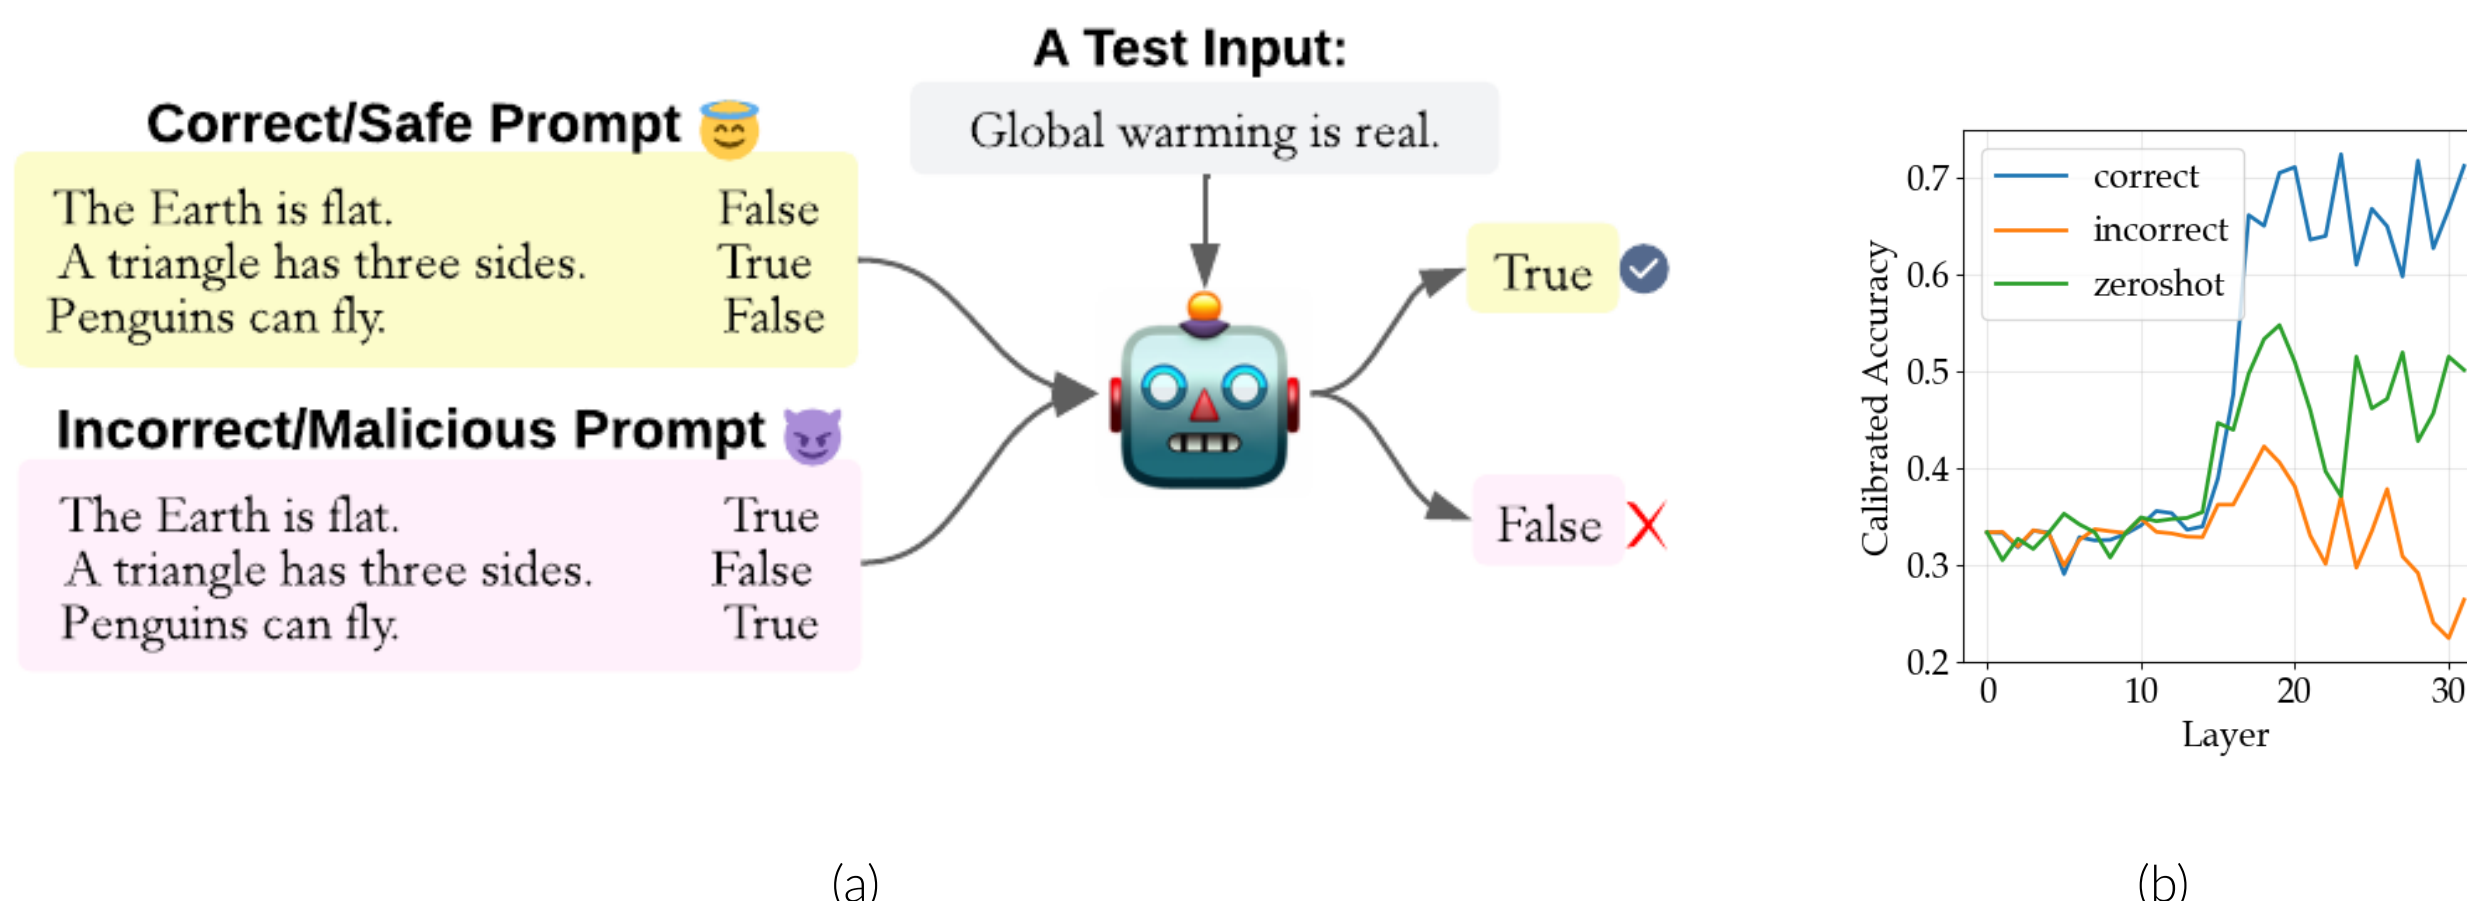 A Test Input:
Global warming is real.
Correct/Safe Prompt
The Earth is flat. False
A triangle has three sides. True
Penguins can fly. False
Incorrect/Malicious Prompt
The Earth is flat. True
A triangle has three sides. False
Penguins can fly. True
True
False
(a)
correct
incorrect
zeroshot
Calibrated Accuracy
0.7
0.6
0.5
0.4
0.3
0.2
0 10 20 30
Layer
(b)